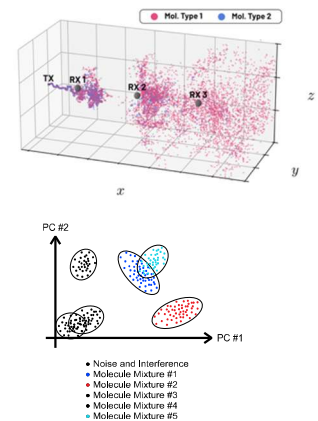 Mol. Type 1 Mol. Type 2
TX RX 1 RX 2 RX 3
z
y
x
PC #2
PC #1
Noise and Interference
Molecule Mixture #1
Molecule Mixture #2
Molecule Mixture #3
Molecule Mixture #4
Molecule Mixture #5